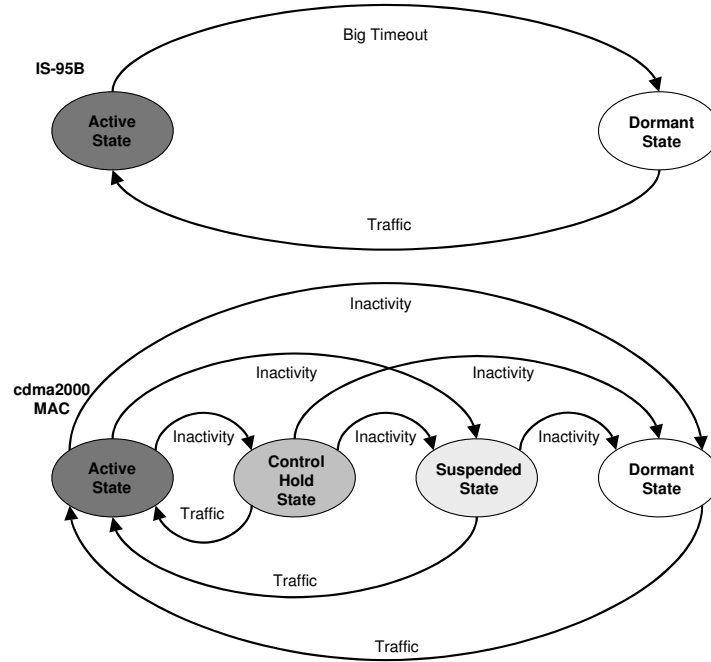 Big Timeout
IS-95B
Active
State
Dormant
State
Traffic
Inactivity
cdma2000
MAC
Inactivity
Inactivity
Inactivity
Inactivity
Inactivity
Active
State
Control
Hold
State
Suspended
State
Dormant
State
Traffic
Traffic
Traffic